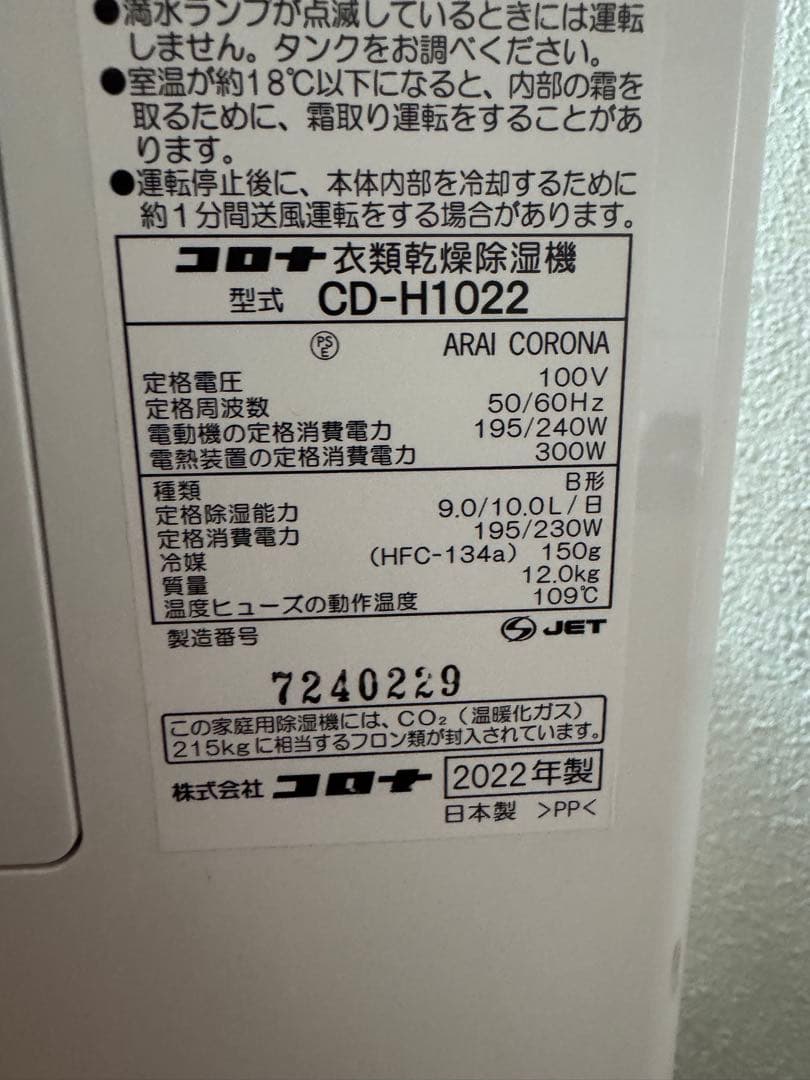 ●満水ランプが点滅しているときには運転
しません。タンクをお調べください。
●室温が約18℃以下になると、内部の霜を
取るために、霜取り運転をすることがあ
ります。
●運転停止後に、本体内部を冷却するために
約1分間送風運転をする場合があります。
コロナ 衣類乾燥除湿機
型式 CD-H1022
PSE ARAI CORONA
定格電圧 100V
定格周波数 50/60Hz
電動機の定格消費電力 195/240W
電熱装置の定格消費電力 300W
種類 B形
定格除湿能力 9.0/10.0L/日
定格消費電力 195/230W
冷媒 (HFC-134a) 150g
質量 12.0kg
温度ヒューズの動作温度 109℃
製造番号 JET
7240229
この家庭用除湿機には、CO₂(温暖化ガス)
215kgに相当するフロン類が封入されています。
株式会社 コロナ 2022年製
日本製 >PP<